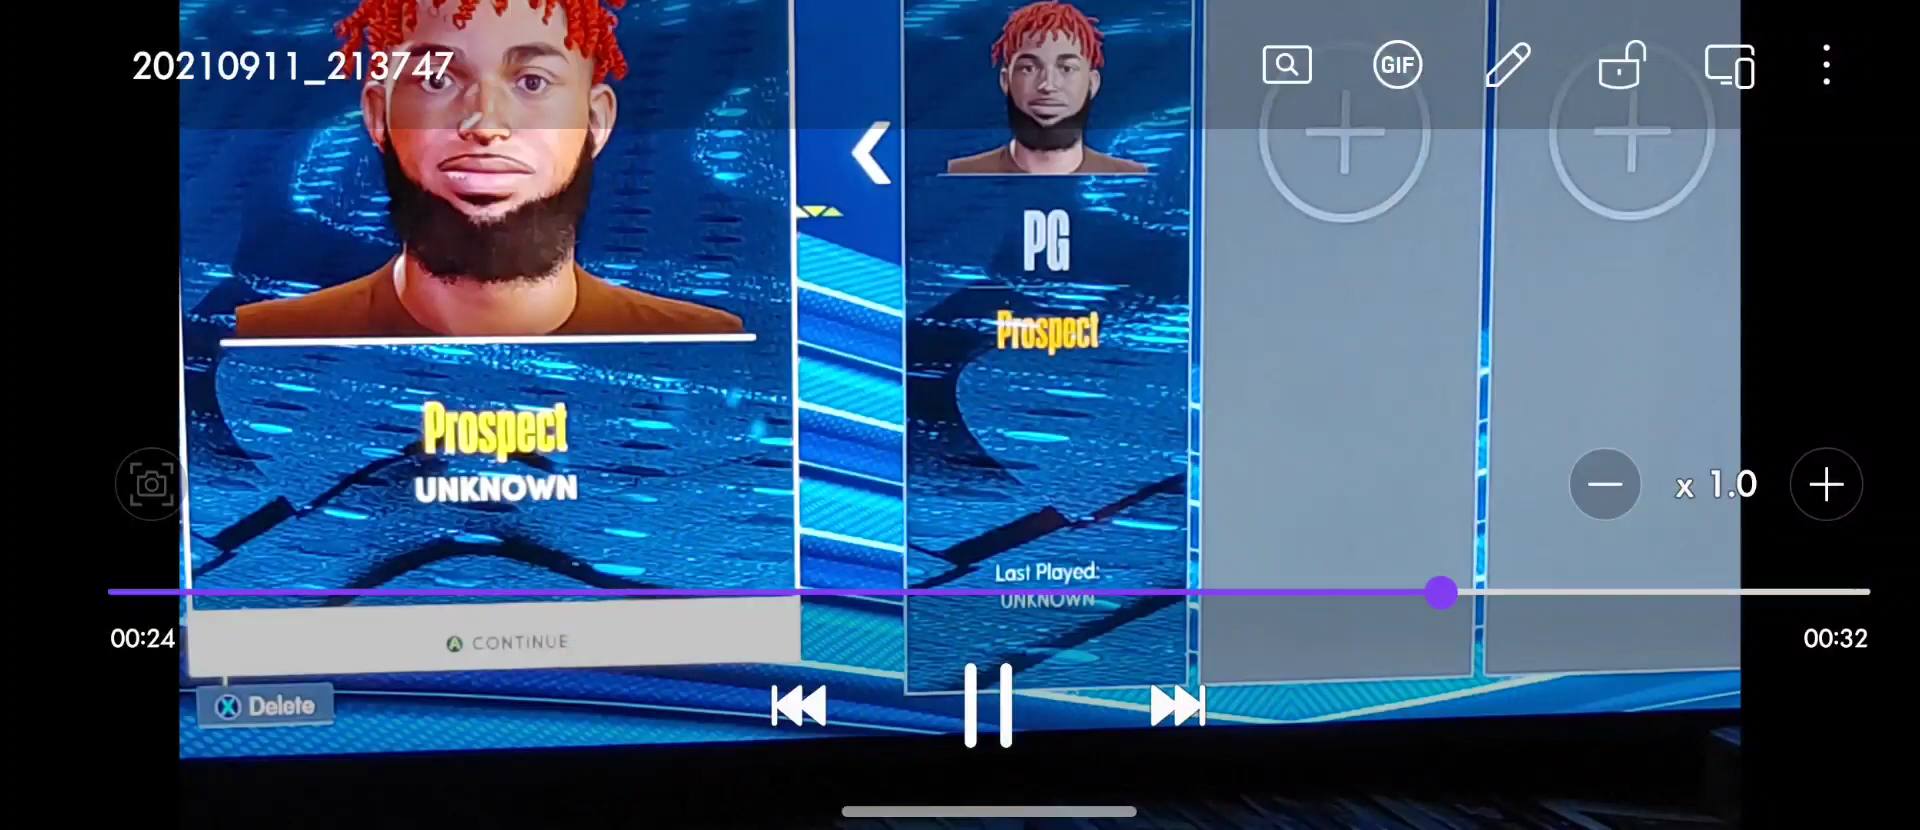 20210911_213747
GIF
PG
Prospect
Prospect
UNKNOWN
x 1.0
Last Played:
UNKNOWN
00:24
00:32
A CONTINUE
X Delete